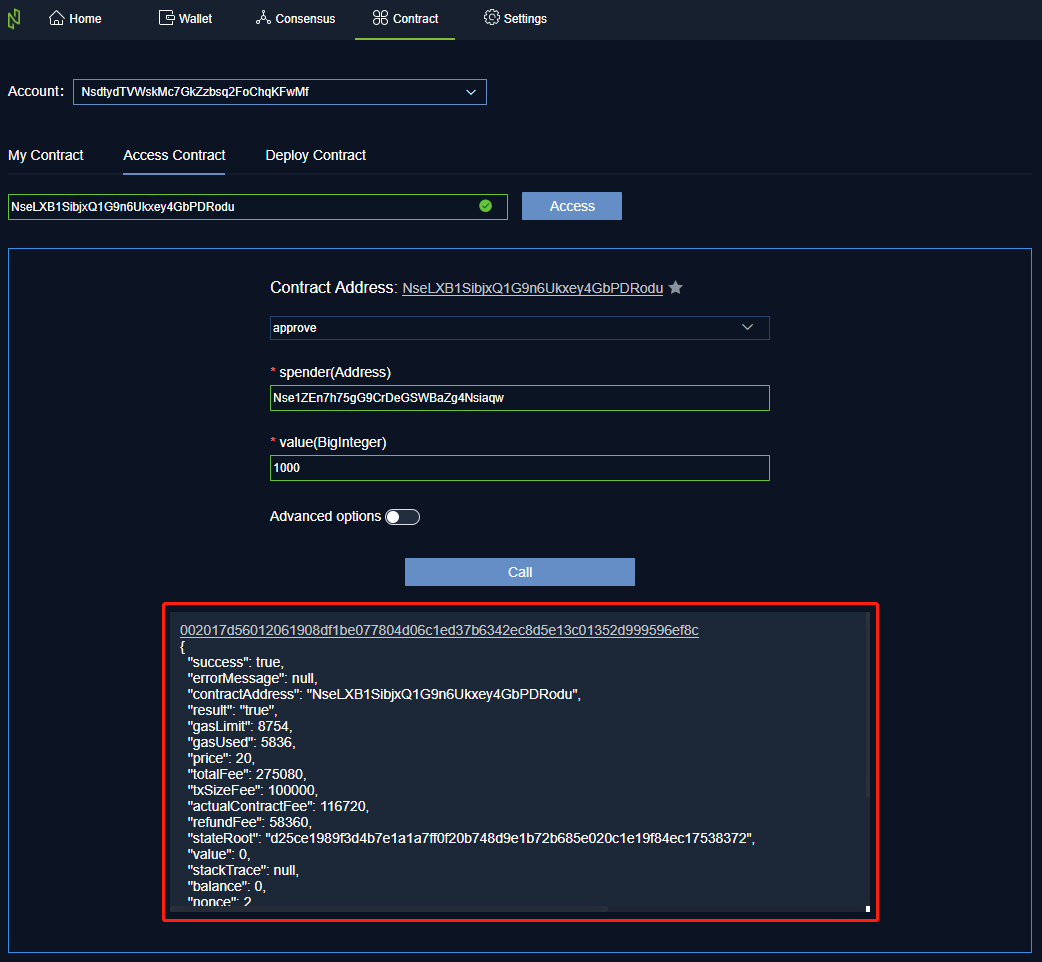 Home Wallet Consensus Contract Settings
Account: NsdtydTVWskMc7GkZzbsq2FoChqKFwMf
My Contract Access Contract Deploy Contract
NseLXB1SibjxQ1G9n6Ukxey4GbPDRodu Access
Contract Address: NseLXB1SibjxQ1G9n6Ukxey4GbPDRodu
approve
* spender(Address)
Nse1ZEn7h75gG9CrDeGSWBaZg4Nsiaqw
* value(BigInteger)
1000
Advanced options
Call
002017d56012061908df1be077804d06c1ed37b6342ec8d5e13c01352d999596ef8c
{
"success": true,
"errorMessage": null,
"contractAddress": "NseLXB1SibjxQ1G9n6Ukxey4GbPDRodu",
"result": "true",
"gasLimit": 8754,
"gasUsed": 5836,
"price": 20,
"totalFee": 275080,
"txSizeFee": 100000,
"actualContractFee": 116720,
"refundFee": 58360,
"stateRoot": "d25ce1989f3d4b7e1a1a7ff0f20b748d9e1b72b685e020c1e19f84ec17538372",
"value": 0,
"stackTrace": null,
"balance": 0,
"nonce": 2